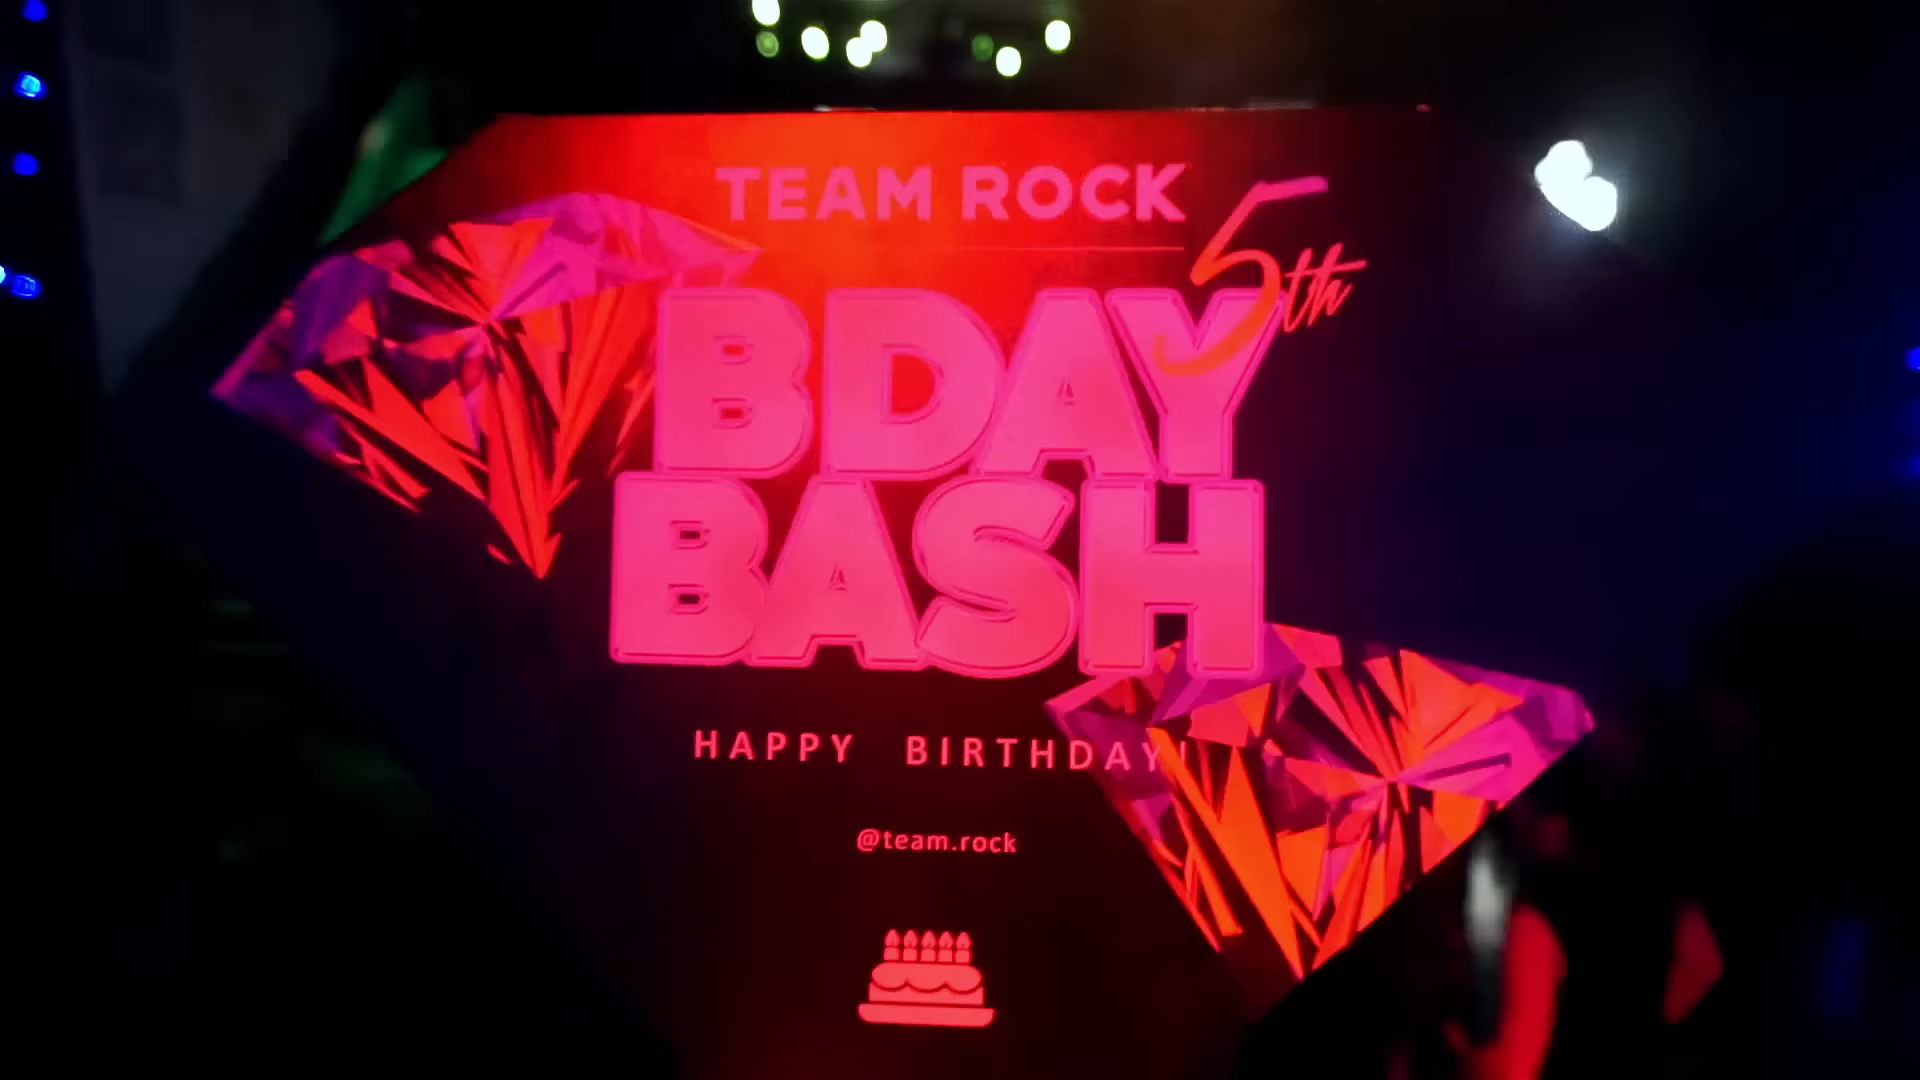 TEAM ROCK
5th
BDAY
BASH
HAPPY BIRTHDAY!
@team.rock